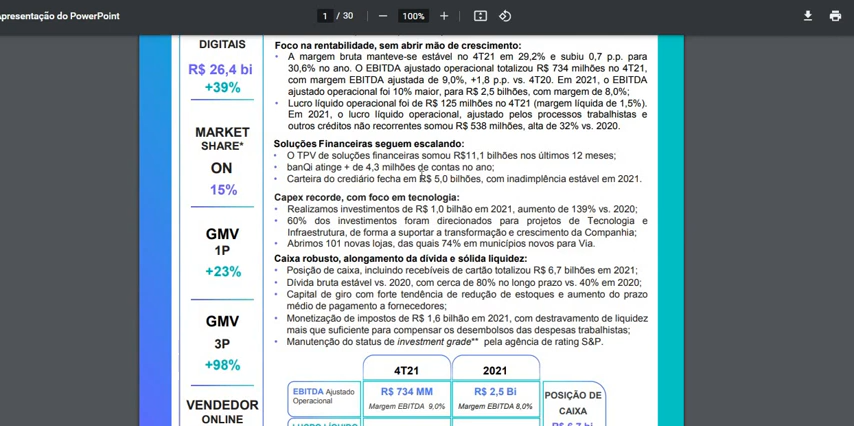 Apresentação do PowerPoint
1 / 30
100%
DIGITAIS
R$ 26,4 bi
+39%
MARKET
SHARE*
ON
15%
GMV
1P
+23%
GMV
3P
+98%
VENDEDOR
ONLINE
Foco na rentabilidade, sem abrir mão de crescimento:
• A margem bruta manteve-se estável no 4T21 em 29,2% e subiu 0,7 p.p. para
30,6% no ano. O EBITDA ajustado operacional totalizou R$ 734 milhões no 4T21,
com margem EBITDA ajustada de 9,0%, +1,8 p.p. vs. 4T20. Em 2021, o EBITDA
ajustado operacional foi 10% maior, para R$ 2,5 bilhões, com margem de 8,0%;
• Lucro líquido operacional foi de R$ 125 milhões no 4T21 (margem líquida de 1,5%).
Em 2021, o lucro líquido operacional, ajustado pelos processos trabalhistas e
outros créditos não recorrentes somou R$ 538 milhões, alta de 32% vs. 2020.
Soluções Financeiras seguem escalando:
• O TPV de soluções financeiras somou R$11,1 bilhões nos últimos 12 meses;
• banQi atinge + de 4,3 milhões de contas no ano;
• Carteira do crediário fecha em R$ 5,0 bilhões, com inadimplência estável em 2021.
Capex recorde, com foco em tecnologia:
• Realizamos investimentos de R$ 1,0 bilhão em 2021, aumento de 139% vs. 2020;
• 60% dos investimentos foram direcionados para projetos de Tecnologia e
Infraestrutura, de forma a suportar a transformação e crescimento da Companhia;
• Abrimos 101 novas lojas, das quais 74% em municípios novos para Via.
Caixa robusto, alongamento da dívida e sólida liquidez:
• Posição de caixa, incluindo recebíveis de cartão totalizou R$ 6,7 bilhões em 2021;
• Dívida bruta estável vs. 2020, com cerca de 80% no longo prazo vs. 40% em 2020;
• Capital de giro com forte tendência de redução de estoques e aumento do prazo
médio de pagamento a fornecedores;
• Monetização de impostos de R$ 1,6 bilhão em 2021, com destravamento de liquidez
mais que suficiente para compensar os desembolsos das despesas trabalhistas;
• Manutenção do status de investment grade** pela agência de rating S&P.
4T21
2021
EBITDA Ajustado
Operacional
R$ 734 MM
Margem EBITDA 9,0%
R$ 2,5 Bi
Margem EBITDA 8,0%
POSIÇÃO DE
CAIXA
R$ 6,7 bi
LUCRO LÍQUIDO